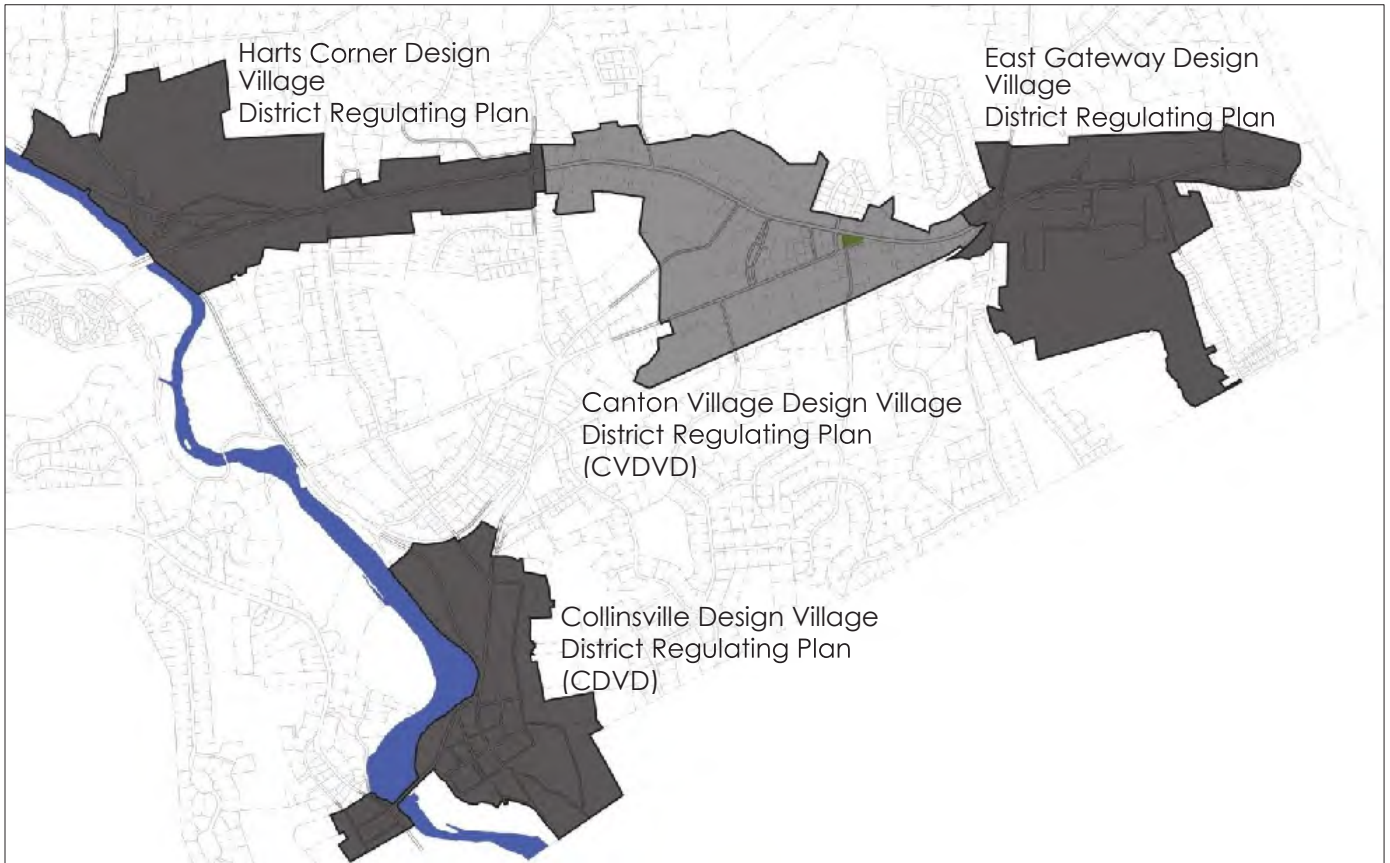 Harts Corner Design
Village
District Regulating Plan
East Gateway Design
Village
District Regulating Plan
Canton Village Design Village
District Regulating Plan
(CVDVD)
Collinsville Design Village
District Regulating Plan
(CDVD)